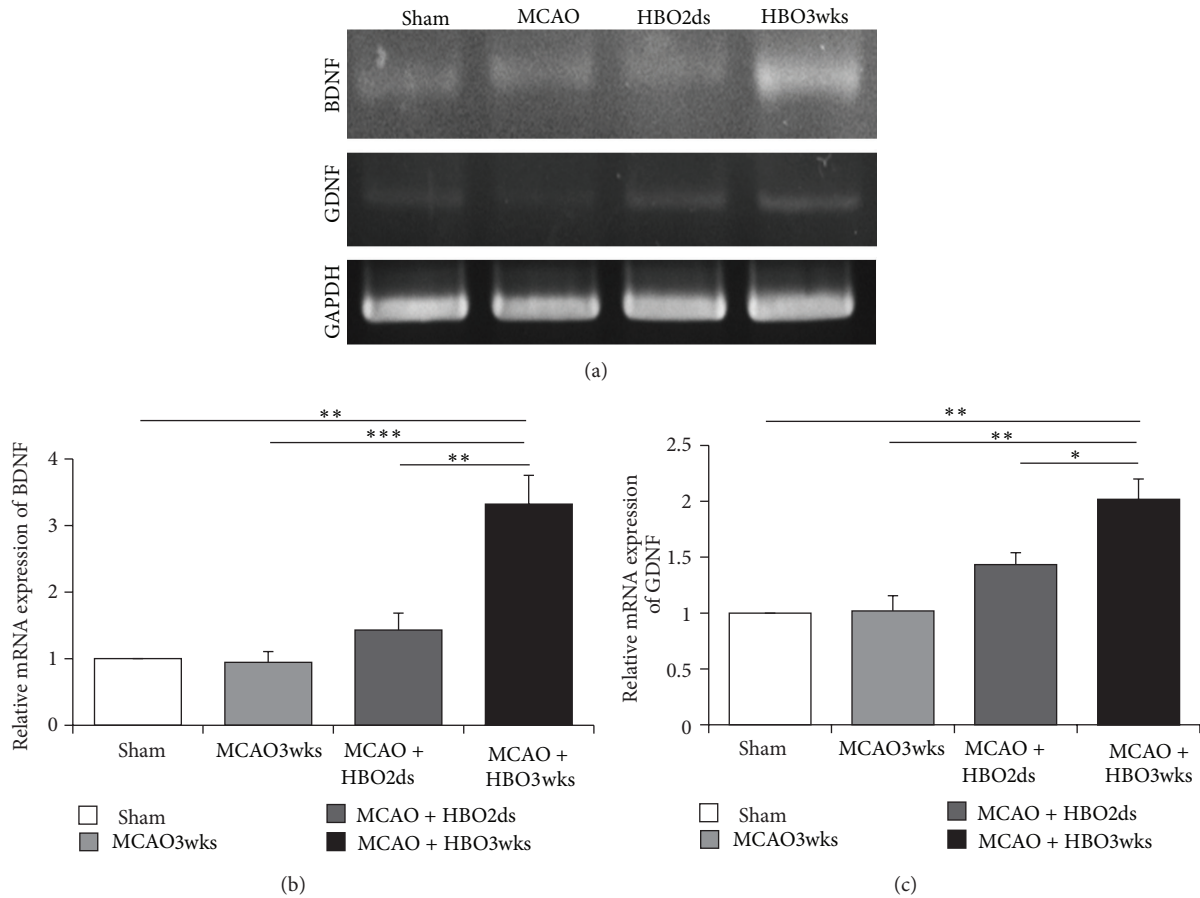 Sham MCAO HBO2ds HBO3wks
BDNF
GDNF
GAPDH
(a)
** 
***
**
Relative mRNA expression of BDNF
4
3
2
1
0
Sham MCAO3wks MCAO + HBO2ds MCAO + HBO3wks
Sham
MCAO3wks
MCAO + HBO2ds
MCAO + HBO3wks
(b)
**
**
*
Relative mRNA expression
of GDNF
2.5
2
1.5
1
0.5
0
Sham MCAO3wks MCAO + HBO2ds MCAO + HBO3wks
Sham
MCAO3wks
MCAO + HBO2ds
MCAO + HBO3wks
(c)